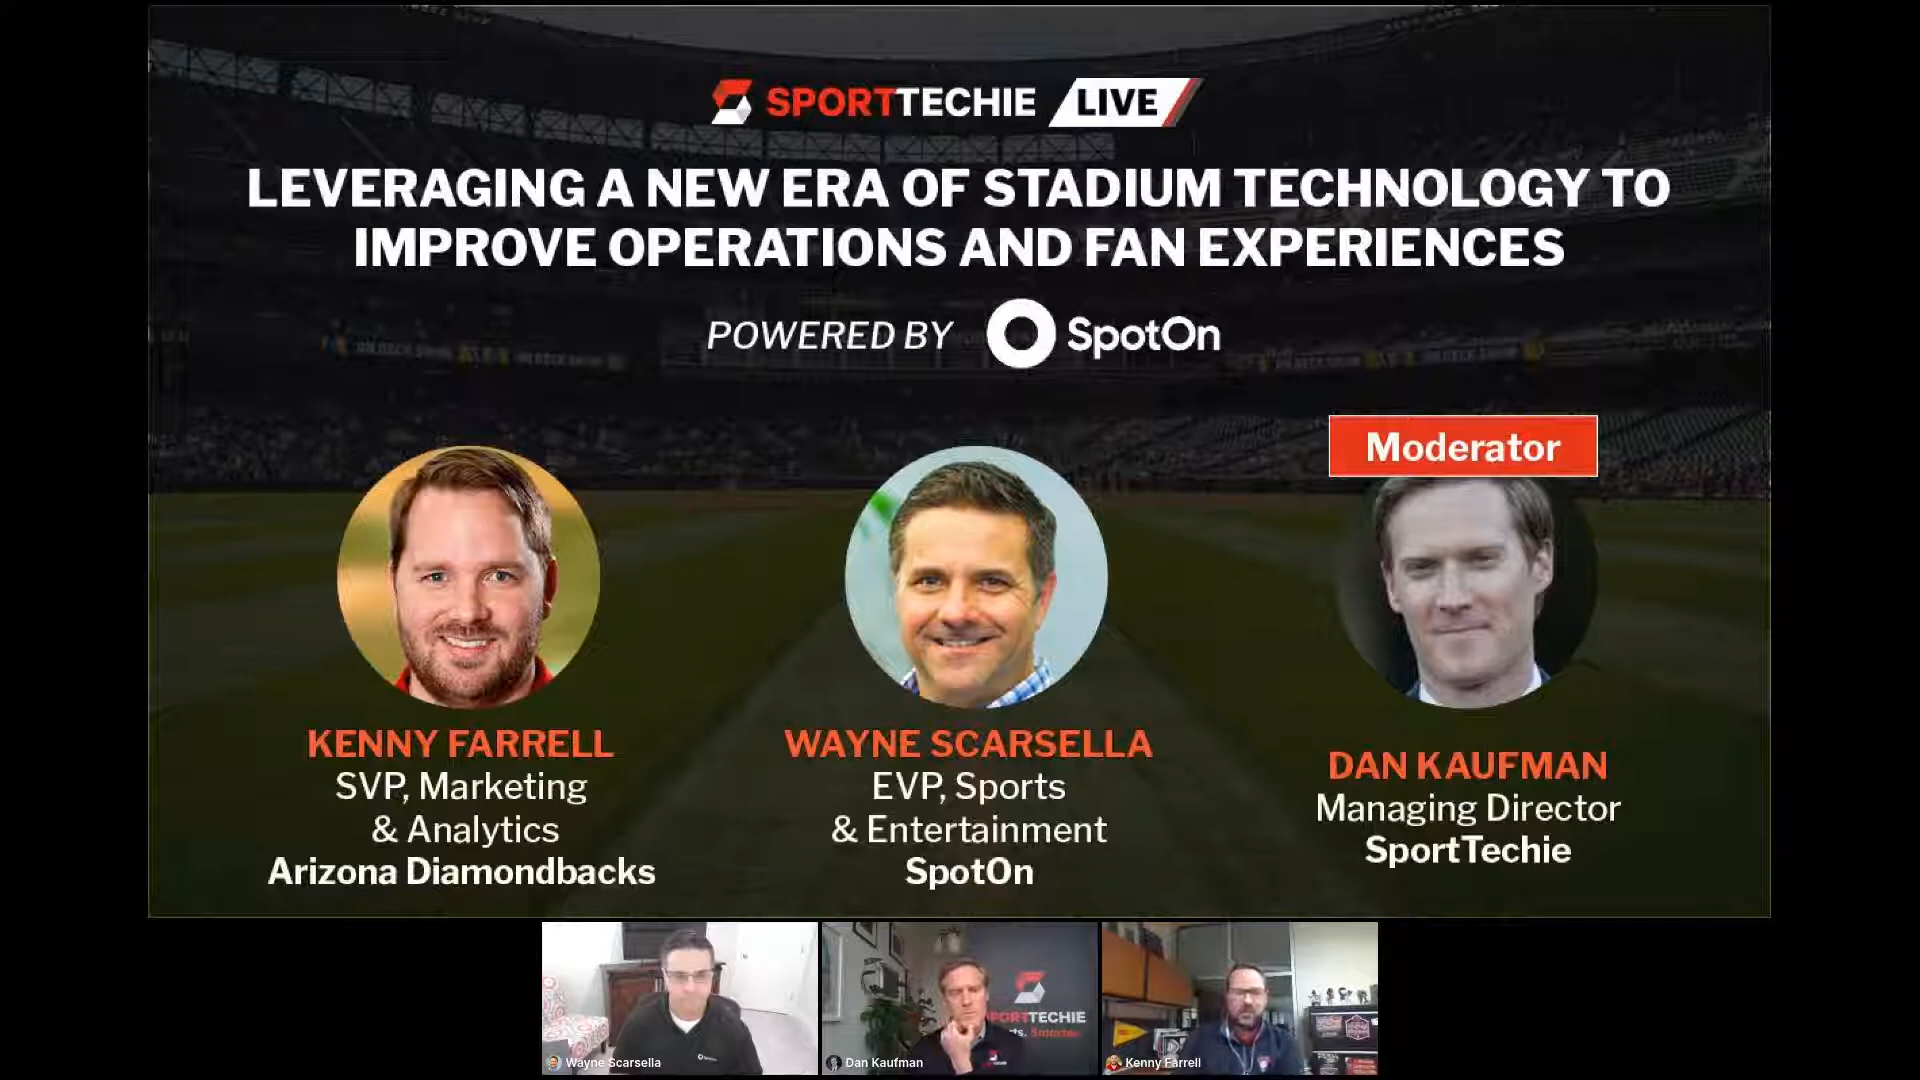 SPORTTECHIE LIVE
LEVERAGING A NEW ERA OF STADIUM TECHNOLOGY TO
IMPROVE OPERATIONS AND FAN EXPERIENCES
POWERED BY SpotOn
Moderator
KENNY FARRELL
SVP, Marketing
& Analytics
Arizona Diamondbacks
WAYNE SCARSELLA
EVP, Sports
& Entertainment
SpotOn
DAN KAUFMAN
Managing Director
SportTechie
Wayne Scarsella
PORTTECHIE
Dan Kaufman
Kenny Farrell